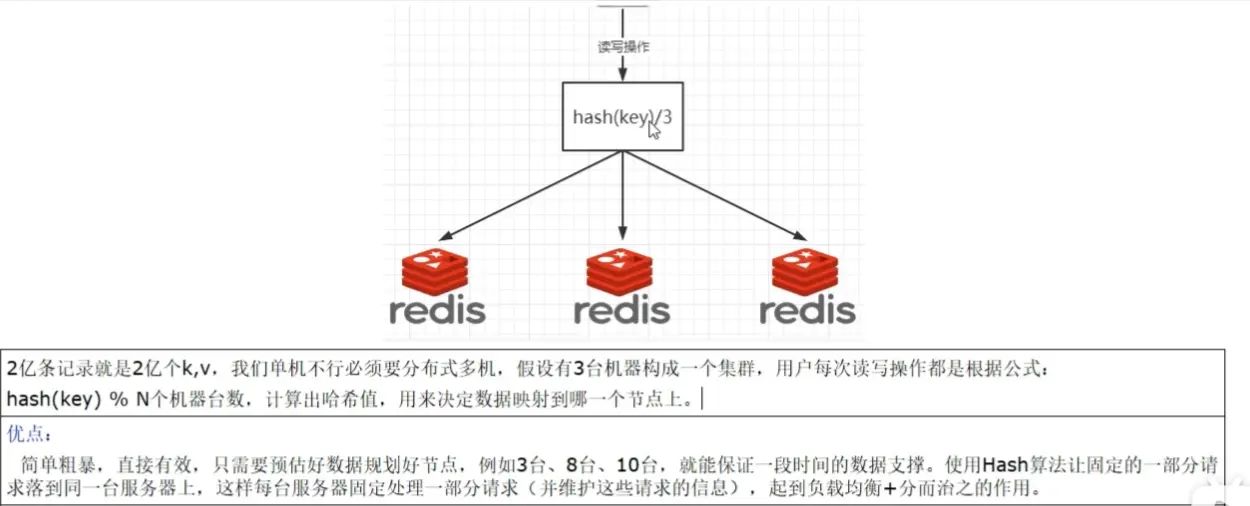 读写操作
hash(key)/3
redis redis redis
2亿条记录就是2亿个k,v，我们单机不行必须要分布式多机，假设有3台机器构成一个集群，用户每次读写操作都是根据公式：
hash(key) % N个机器台数，计算出哈希值，用来决定数据映射到哪一个节点上。
优点：
简单粗暴，直接有效，只需要预估好数据规划好节点，例如3台、8台、10台，就能保证一段时间的数据支撑。使用Hash算法让固定的一部分请
求落到同一台服务器上，这样每台服务器固定处理一部分请求（并维护这些请求的信息），起到负载均衡+分而治之的作用。